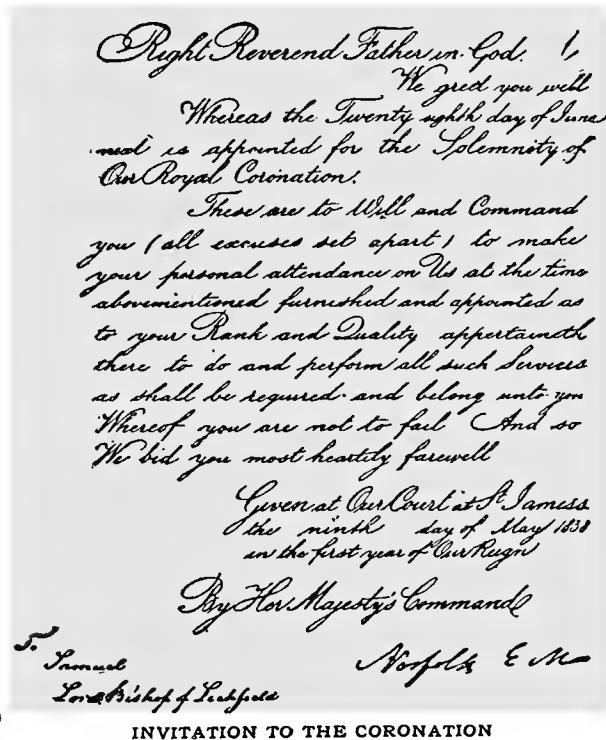 Right Reverend Father in God.
We greet you well
Whereas the Twenty eighth day of June
next is appointed for the Solemnity of
Our Royal Coronation.
These are to Will and Command
you (all excuses set apart) to make
your personal attendance on Us at the time
abovementioned furnished and appointed as
to your Rank and Quality appertaineth
there to do and perform all such Services
as shall be required and belong unto you
Whereof you are not to fail And so
We bid you most heartily farewell
Given at Our Court at St. Jamess
the ninth day of May 1838
in the first year of Our Reign
By Her Majesty's Command
Norfolk E M
Samuel
Lord Bishop of Lichfield
INVITATION TO THE CORONATION